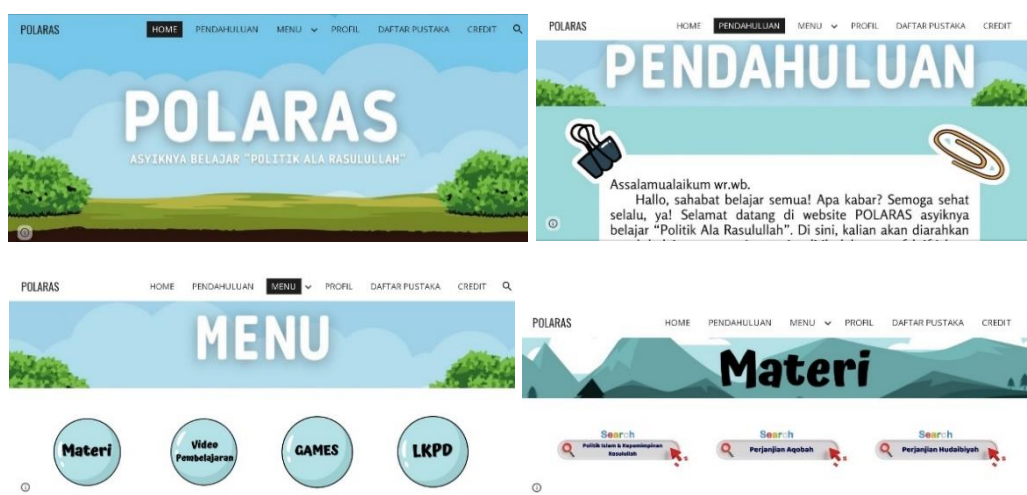 POLARAS HOME PENDAHULUAN MENU PROFIL DAFTAR PUSTAKA CREDIT
POLARAS
ASYIKNYA BELAJAR "POLITIK ALA RASULULLAH"
POLARAS HOME PENDAHULUAN MENU PROFIL DAFTAR PUSTAKA CREDIT
PENDAHULUAN
Assalamualaikum wr.wb.
Hallo, sahabat belajar semua! Apa kabar? Semoga sehat
selalu, ya! Selamat datang di website POLARAS asyiknya
belajar "Politik Ala Rasulullah". Di sini, kalian akan diarahkan
POLARAS HOME PENDAHULUAN MENU PROFIL DAFTAR PUSTAKA CREDIT
MENU
Materi
Video
Pembelajaran
GAMES
LKPD
POLARAS HOME PENDAHULUAN MENU PROFIL DAFTAR PUSTAKA CREDIT
Materi
Search
Politik Islam & Kepemimpinan
Rasulullah
Search
Perjanjian Aqobah
Search
Perjanjian Hudaibiyah